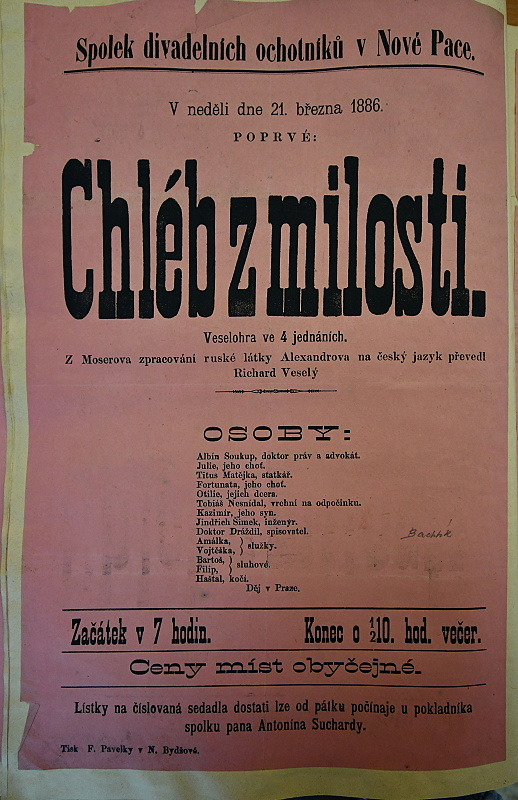 Spolek divadelních ochotníků v Nové Pace.
V neděli dne 21. března 1886.
POPRVÉ:
Chléb z milosti.
Veselohra ve 4 jednáních.
Z Moserova zpracování ruské látky Alexandrova na český jazyk převedl
Richard Veselý
OSOBY:
Albín Soukup, doktor práv a advokát.
Julie, jeho choť.
Titus Matějka, statkář.
Fortunata, jeho choť.
Otilie, jejich dcera.
Tobiáš Nesnídal, vrchní na odpočinku.
Kazimír, jeho syn.
Jindřich Šimek, inženýr.
Doktor Dráždil, spisovatel.
Amálka, } služky.
Vojtěška,
Bartoš, } sluhové.
Filip,
Haštal, kočí.
Děj v Praze.
Začátek v 7 hodin. Konec o ½10. hod. večer.
Ceny míst obyčejné.
Lístky na číslovaná sedadla dostati lze od pátku počínaje u pokladníka
spolku pana Antonína Suchardy.
Tisk F. Pavelky v N. Bydžově.